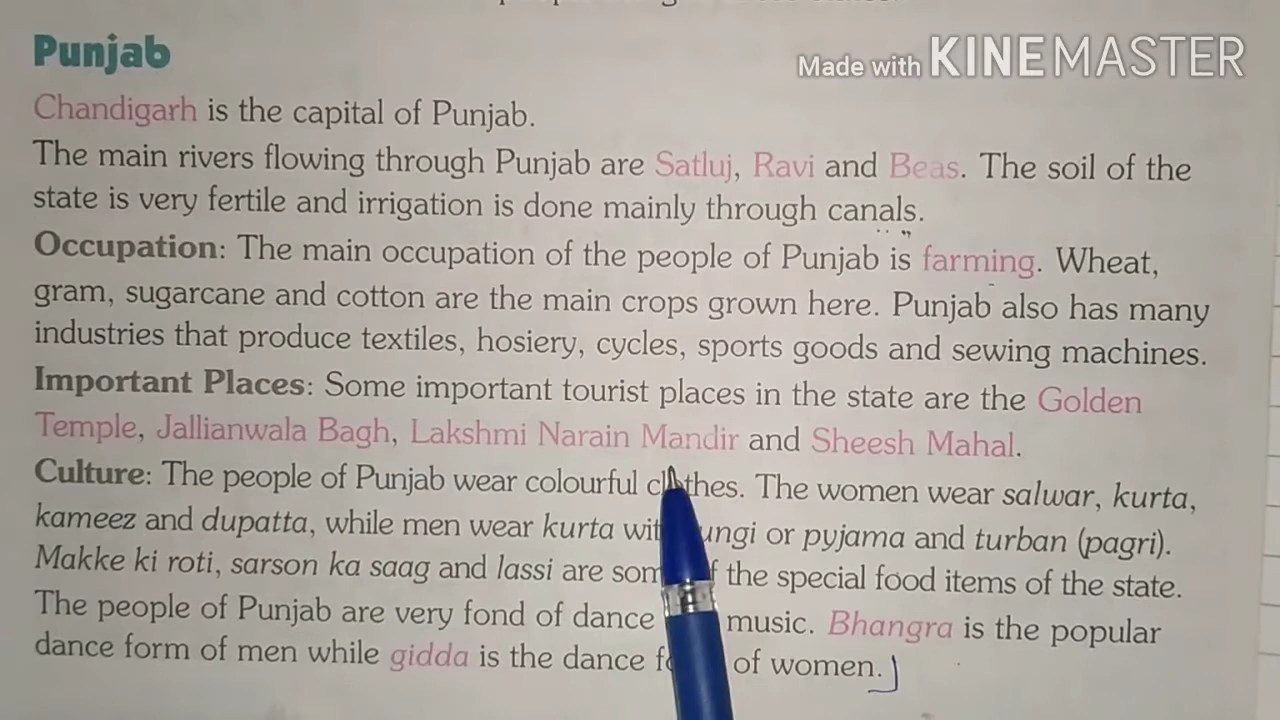 Made with KINEMASTER
Punjab
Chandigarh is the capital of Punjab.
The main rivers flowing through Punjab are Satluj, Ravi and Beas. The soil of the
state is very fertile and irrigation is done mainly through canals.
Occupation: The main occupation of the people of Punjab is farming. Wheat,
gram, sugarcane and cotton are the main crops grown here. Punjab also has many
industries that produce textiles, hosiery, cycles, sports goods and sewing machines.
Important Places: Some important tourist places in the state are the Golden
Temple, Jallianwala Bagh, Lakshmi Narain Mandir and Sheesh Mahal.
Culture: The people of Punjab wear colourful clothes. The women wear salwar, kurta,
kameez and dupatta, while men wear kurta with lungi or pyjama and turban (pagri).
Makke ki roti, sarson ka saag and lassi are some of the special food items of the state.
The people of Punjab are very fond of dance music. Bhangra is the popular
dance form of men while gidda is the dance form of women.